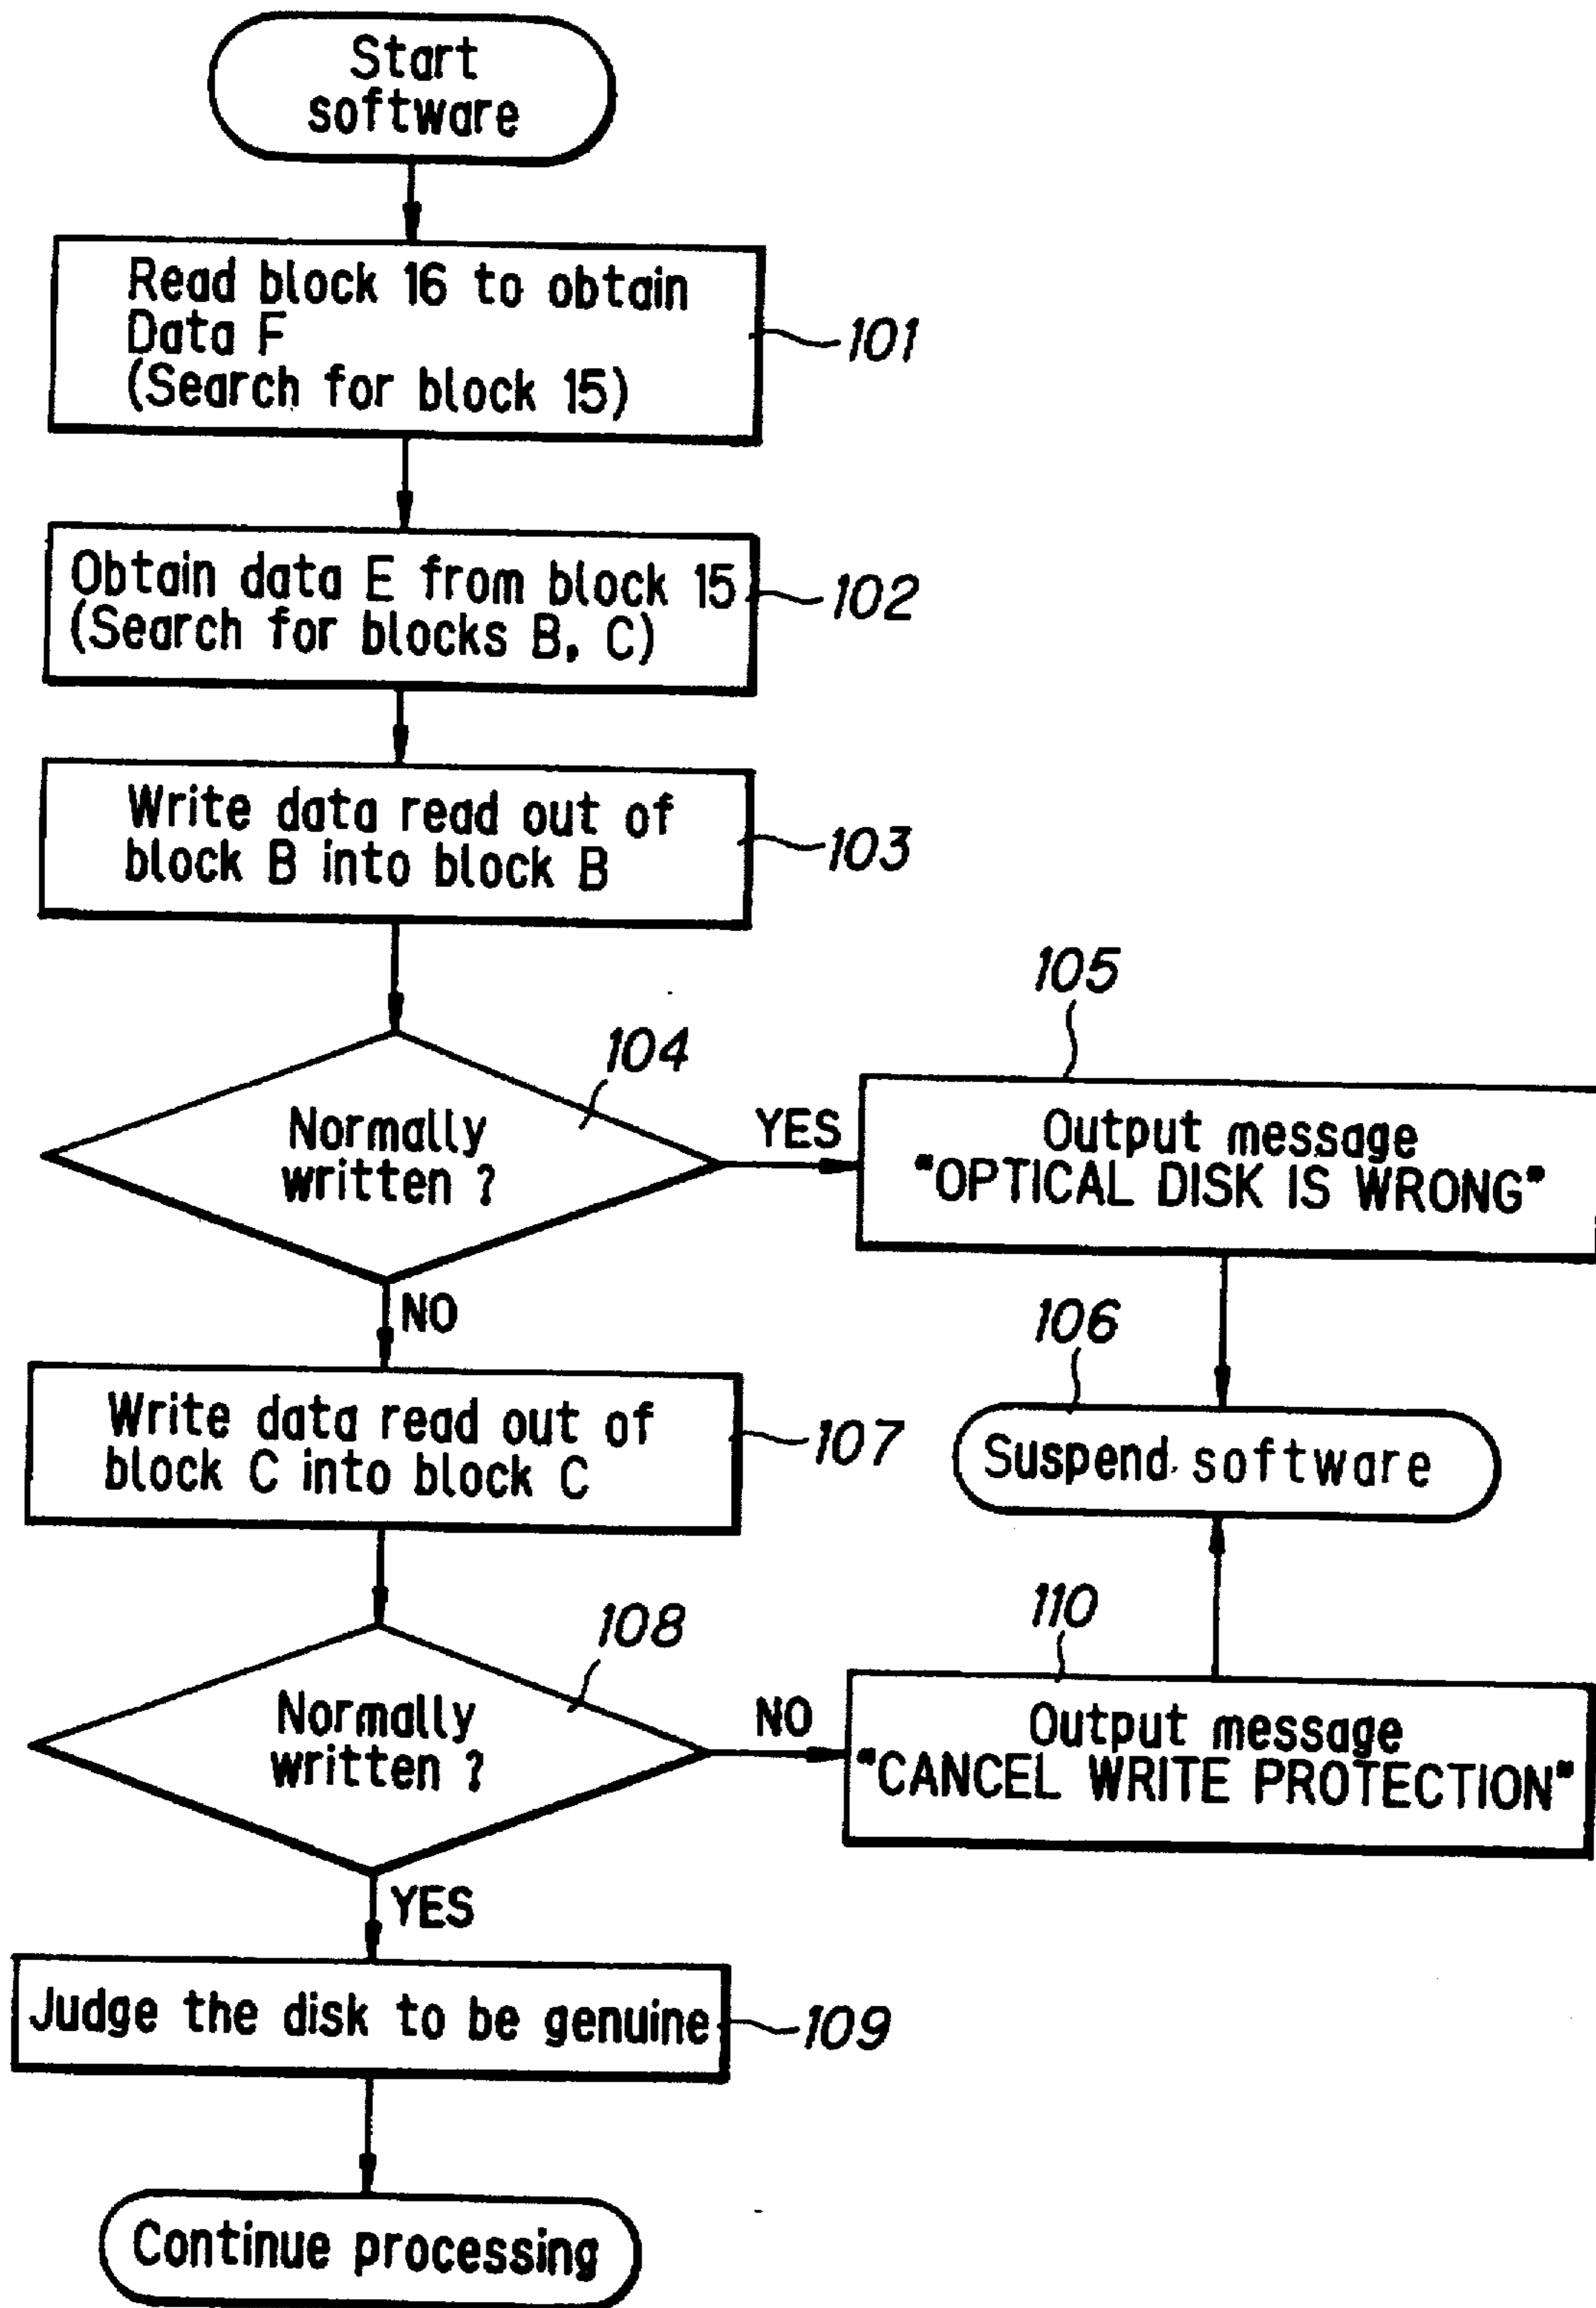 Start
software
Read block 16 to obtain
Data F
(Search for block 15)
101
Obtain data E from block 15
(Search for blocks B, C)
102
Write data read out of
block B into block B
103
104
Normally
written ?
YES
105
Output message
"OPTICAL DISK IS WRONG"
NO
106
Suspend software
Write data read out of
block C into block C
107
108
Normally
written ?
NO
110
Output message
"CANCEL WRITE PROTECTION"
YES
Judge the disk to be genuine
109
Continue processing